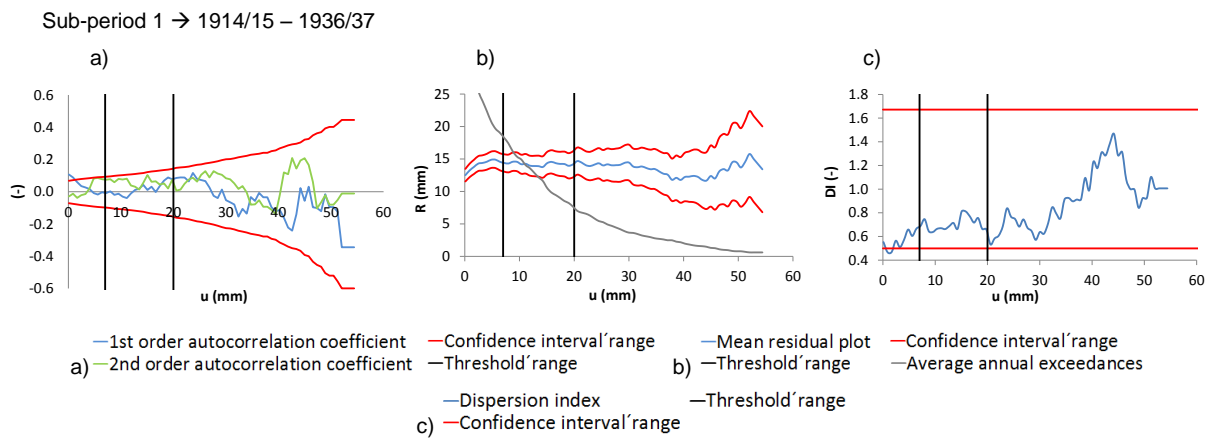 Sub-period 1 → 1914/15 – 1936/37
a)
0.6
0.4
0.2
0.0
-0.2
-0.4
-0.6
(-)
0 10 20 30 40 50 60
u (mm)
b)
25
20
15
10
5
0
R (mm)
0 10 20 30 40 50 60
u (mm)
c)
1.8
1.6
1.4
1.2
1.0
0.8
0.6
0.4
DI (-)
0 10 20 30 40 50 60
u (mm)
a)
1st order autocorrelation coefficient
Confidence interval´range
2nd order autocorrelation coefficient
Threshold´range
b)
Mean residual plot
Confidence interval´range
Threshold´range
Average annual exceedances
c)
Dispersion index
Threshold´range
Confidence interval´range